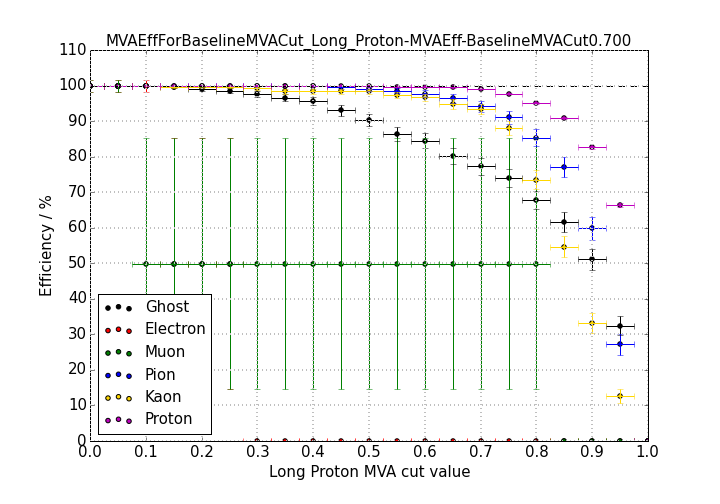 MVAEffForBaselineMVACut_Long_Proton-MVAEff-BaselineMVACut0.700
110
100
90
80
70
60
50
40
30
20
10
0
Efficiency / %
Ghost
Electron
Muon
Pion
Kaon
Proton
0.0 0.1 0.2 0.3 0.4 0.5 0.6 0.7 0.8 0.9 1.0
Long Proton MVA cut value